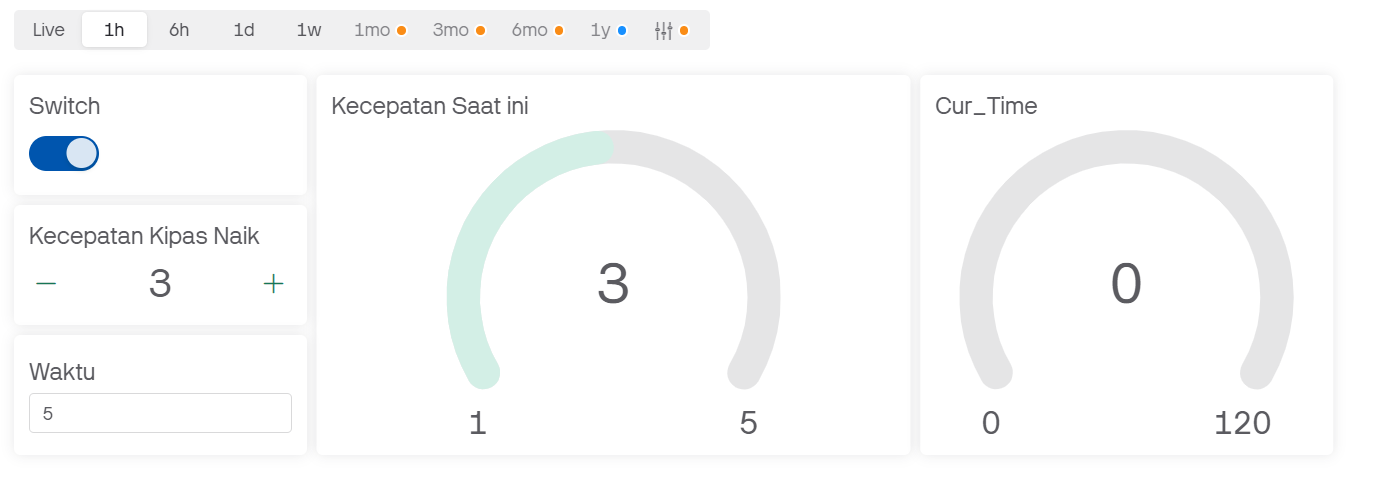 Live 1h 6h 1d 1w 1mo 3mo 6mo 1y
Switch
Kecepatan Kipas Naik
− 3 +
Waktu
5
Kecepatan Saat ini
3
1 5
Cur_Time
0
0 120